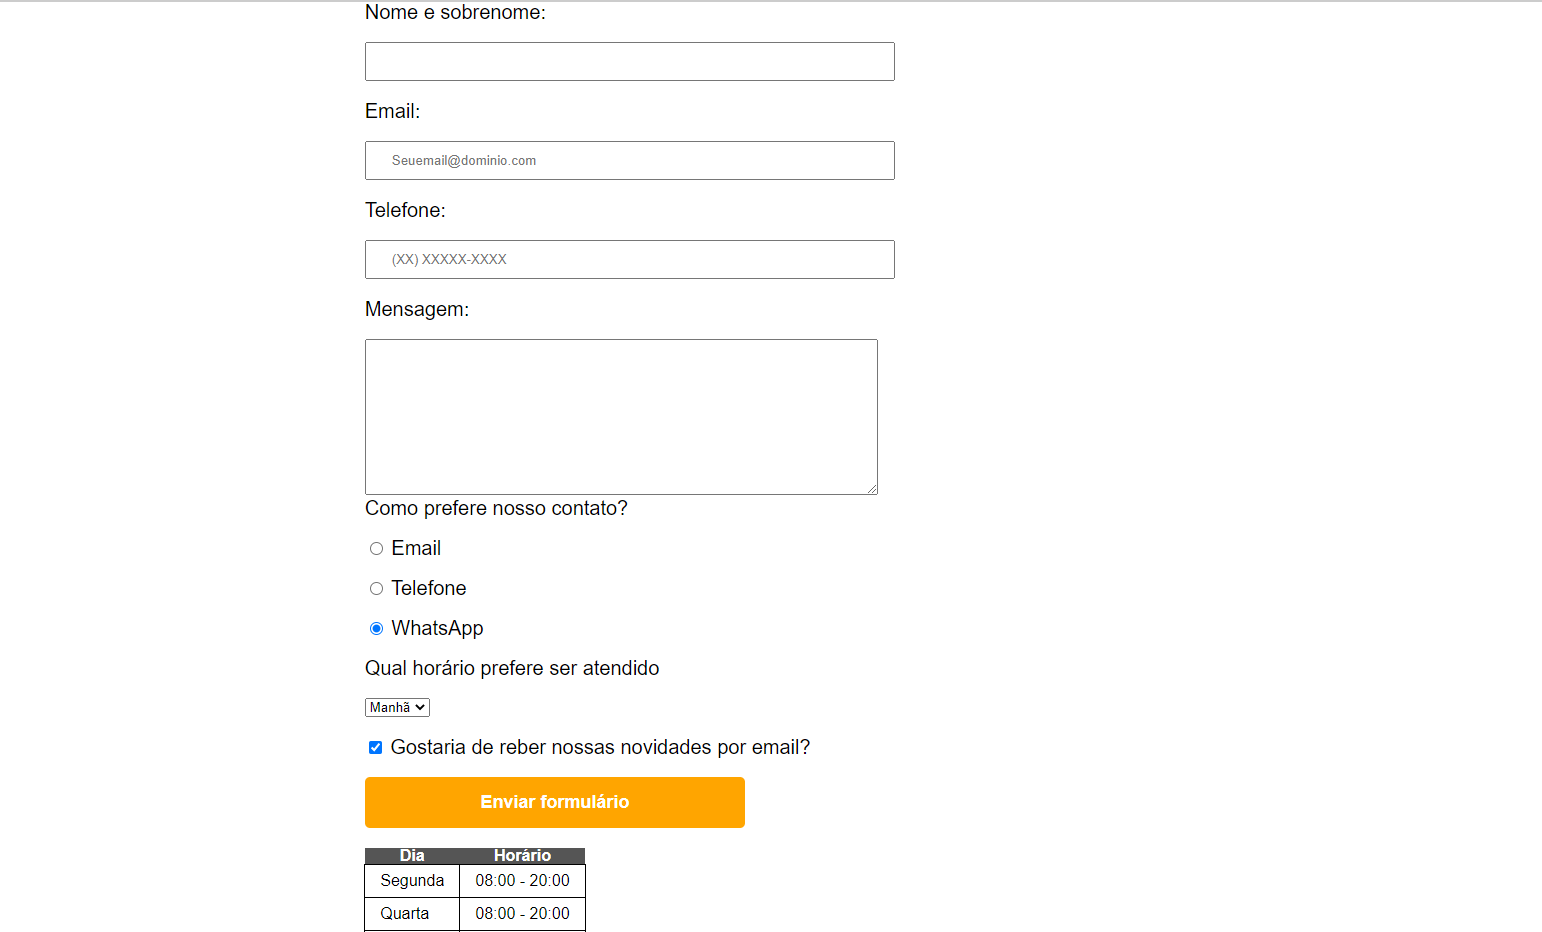 Nome e sobrenome:
Email:
Seuemail@dominio.com
Telefone:
(XX) XXXXX-XXXX
Mensagem:
Como prefere nosso contato?
Email
Telefone
WhatsApp
Qual horário prefere ser atendido
Manhã
Gostaria de reber nossas novidades por email?
Enviar formulário
Dia Horário
Segunda 08:00 - 20:00
Quarta 08:00 - 20:00